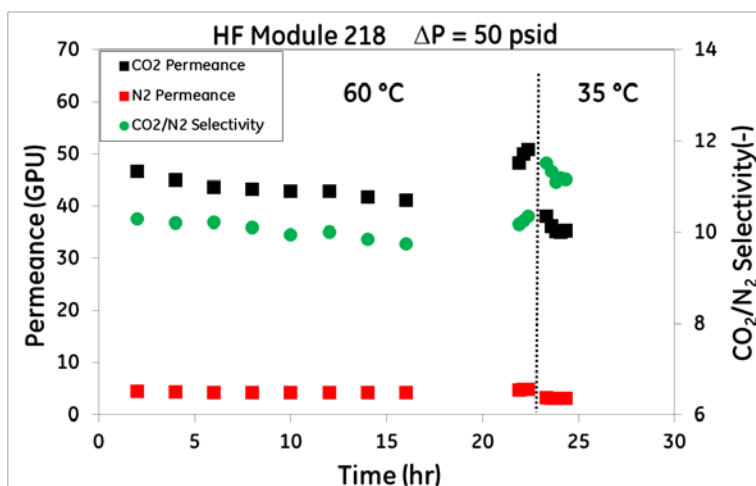 HF Module 218 ΔP = 50 psid
70
60
50
40
30
20
10
0
Permeance (GPU)
CO2 Permeance
N2 Permeance
CO2/N2 Selectivity
60 °C
35 °C
14
12
10
8
6
CO₂/N₂ Selectivity(-)
0 5 10 15 20 25 30
Time (hr)